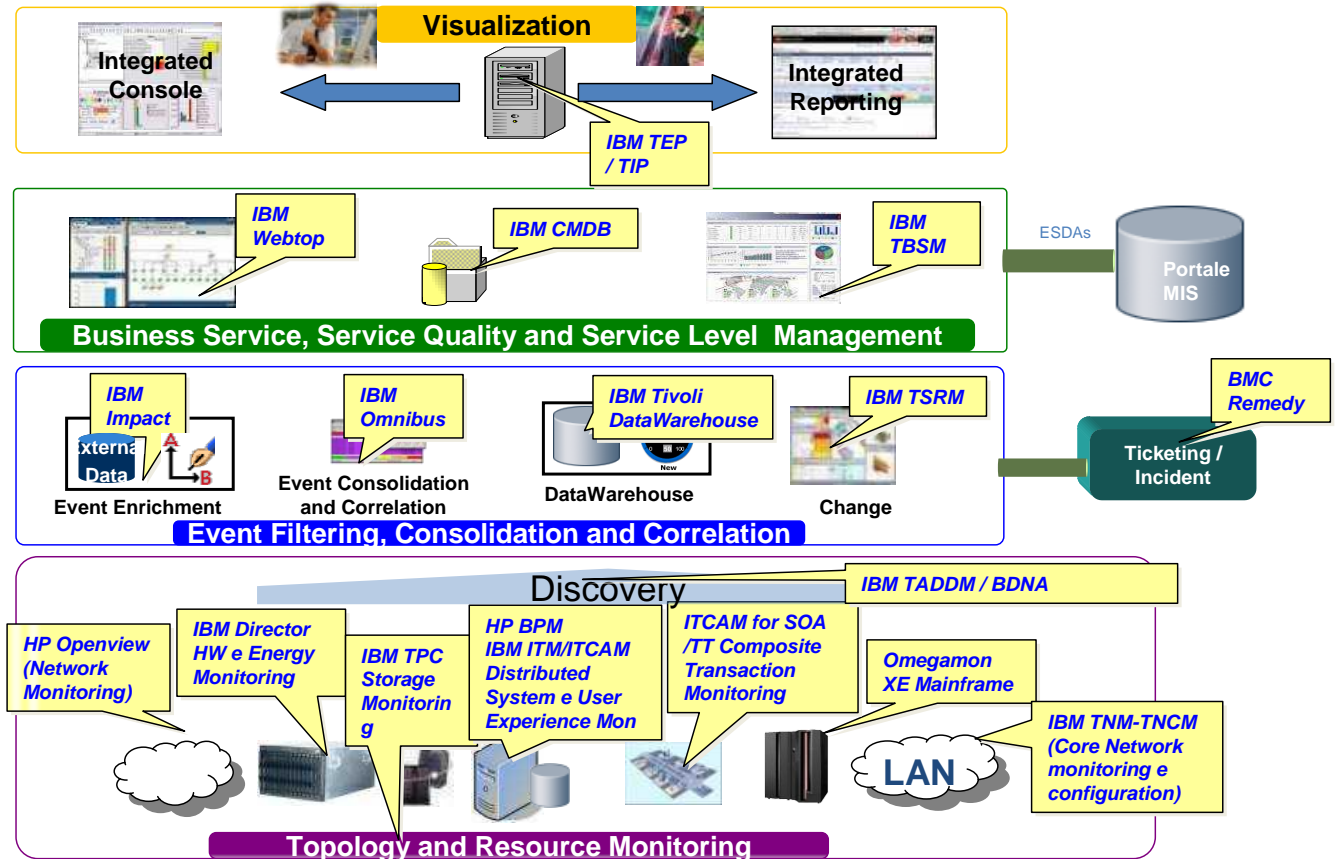 Visualization
Integrated
Console
Integrated
Reporting
IBM TEP
/ TIP
IBM
Webtop
IBM CMDB
IBM
TBSM
ESDAs
Portale
MIS
Business Service, Service Quality and Service Level Management
IBM
Impact
IBM
Omnibus
IBM Tivoli
DataWarehouse
IBM TSRM
BMC
Remedy
Externa
Data
A
B
New
Ticketing /
Incident
Event Enrichment
Event Consolidation
and Correlation
DataWarehouse
Change
Event Filtering, Consolidation and Correlation
Discovery
IBM TADDM / BDNA
HP Openview
(Network
Monitoring)
IBM Director
HW e Energy
Monitoring
IBM TPC
Storage
Monitorin
g
HP BPM
IBM ITM/ITCAM
Distributed
System e User
Experience Mon
ITCAM for SOA
/TT Composite
Transaction
Monitoring
Omegamon
XE Mainframe
IBM TNM-TNCM
(Core Network
monitoring e
configuration)
LAN
Topology and Resource Monitoring